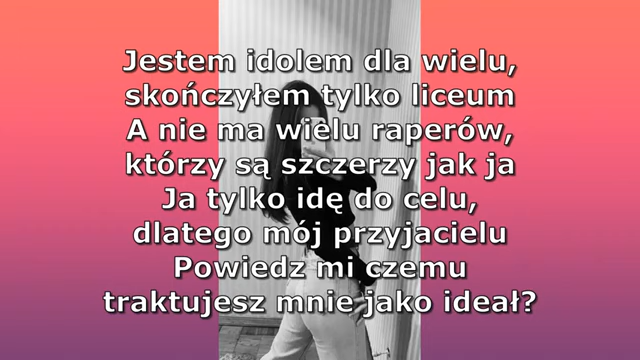 Jestem idolem dla wielu,
skończyłem tylko liceum
A nie ma wielu raperów,
którzy są szczerzy jak ja
Ja tylko idę do celu,
dlatego mój przyjacielu
Powiedz mi czemu
traktujesz mnie jako ideał?